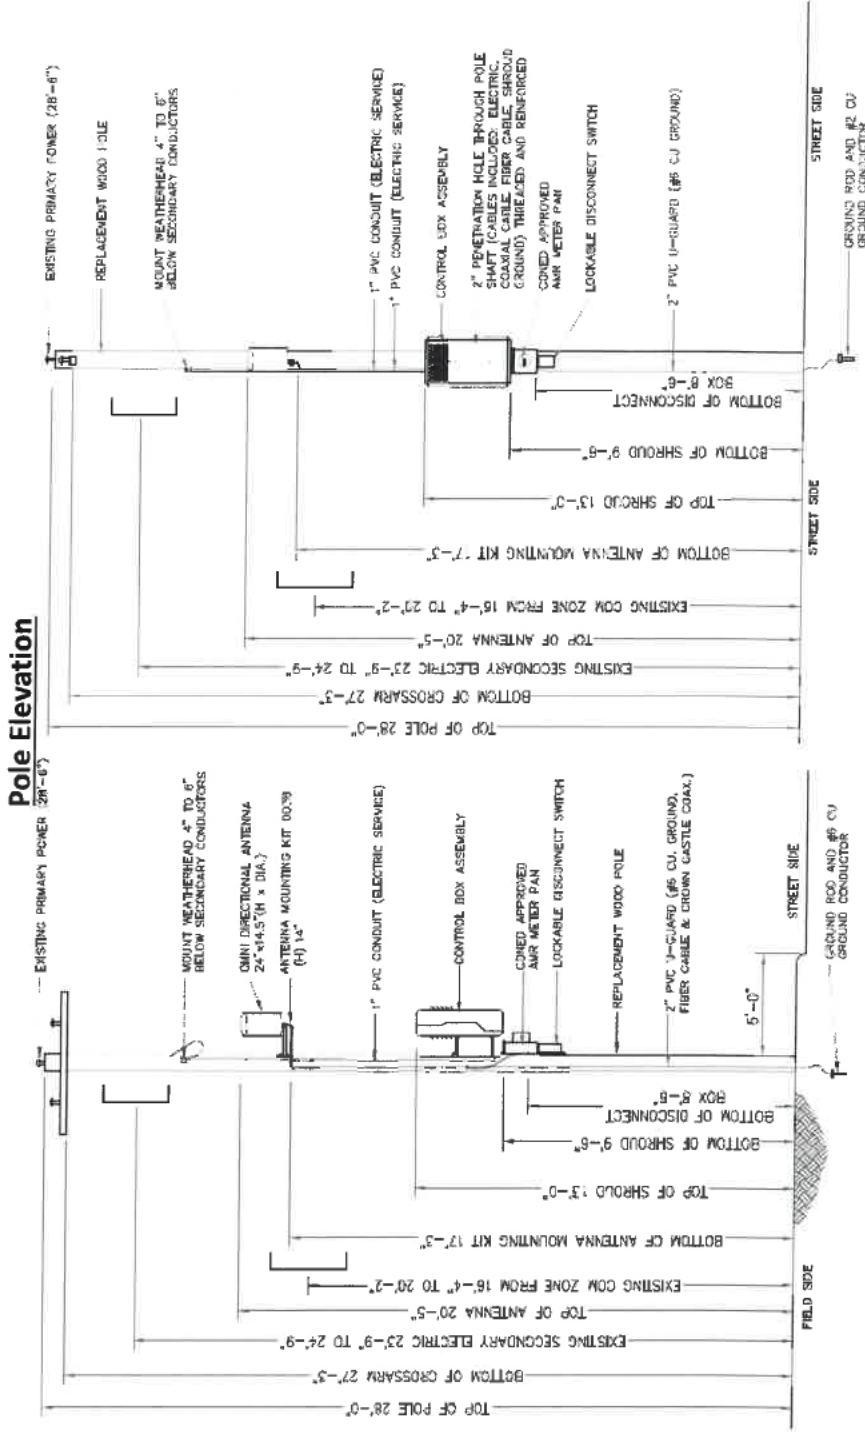 Pole Elevation
EXISTING PRIMARY POWER (28'-6")
MOUNT WEATHERHEAD 4" TO 6"
BELOW SECONDARY CONDUCTORS
OMNI DIRECTIONAL ANTENNA
24"x14.5"(H x DIA.)
ANTENNA MOUNTING KIT
(H) 14"
1" PVC CONDUIT (ELECTRIC SERVICE)
CONTROL BOX ASSEMBLY
CONED APPROVED
AMR METER PAN
LOCKABLE DISCONNECT SWITCH
REPLACEMENT WOOD POLE
2" PVC U-GUARD (#6 CU. GROUND,
FIBER CABLE & CROWN CASTLE COAX.)
5'-0"
STREET SIDE
GROUND ROD AND #6 CU
GROUND CONDUCTOR
BOTTOM OF DISCONNECT
BOX 8'-6"
BOTTOM OF SHROUD 9'-6"
TOP OF SHROUD 13'-0"
BOTTOM OF ANTENNA MOUNTING KIT 17'-3"
EXISTING COM ZONE FROM 16'-4" TO 20'-2"
TOP OF ANTENNA 20'-5"
EXISTING SECONDARY ELECTRIC 23'-9" TO 24'-9"
BOTTOM OF CROSSARM 27'-3"
TOP OF POLE 28'-0"
FIELD SIDE
EXISTING PRIMARY POWER (28'-6")
REPLACEMENT WOOD POLE
MOUNT WEATHERHEAD 4" TO 6"
BELOW SECONDARY CONDUCTORS
1" PVC CONDUIT (ELECTRIC SERVICE)
1" PVC CONDUIT (ELECTRIC SERVICE)
CONTROL BOX ASSEMBLY
2" PENETRATION HOLE THROUGH POLE
SHAFT (CABLES INCLUDED: ELECTRIC,
COAXIAL CABLE, FIBER CABLE, SHROUD
GROUND) THREADED AND REINFORCED
CONED APPROVED
AMR METER PAN
LOCKABLE DISCONNECT SWITCH
2" PVC U-GUARD (#6 CU GROUND)
STREET SIDE
GROUND ROD AND #2 CU
GROUND CONDUCTOR
BOTTOM OF DISCONNECT
BOX 8'-6"
BOTTOM OF SHROUD 9'-6"
TOP OF SHROUD 13'-0"
BOTTOM OF ANTENNA MOUNTING KIT 17'-3"
EXISTING COM ZONE FROM 16'-4" TO 20'-2"
TOP OF ANTENNA 20'-5"
EXISTING SECONDARY ELECTRIC 23'-9" TO 24'-9"
BOTTOM OF CROSSARM 27'-3"
TOP OF POLE 28'-0"
STREET SIDE